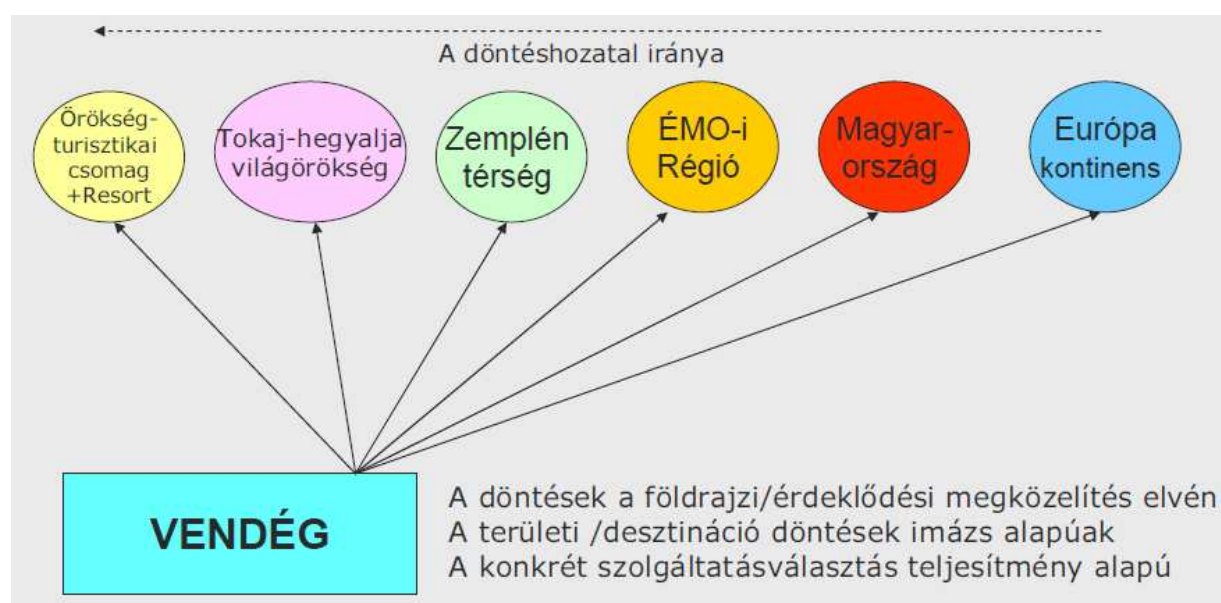 A döntéshozatal iránya
Örökség-
turisztikai
csomag
+Resort
Tokaj-hegyalja
világörökség
Zemplén
térség
ÉMO-i
Régió
Magyar-
ország
Európa
kontinens
VENDÉG
A döntések a földrajzi/érdeklődési megközelítés elvén
A területi /desztináció döntések imázs alapúak
A konkrét szolgáltatásválasztás teljesítmény alapú